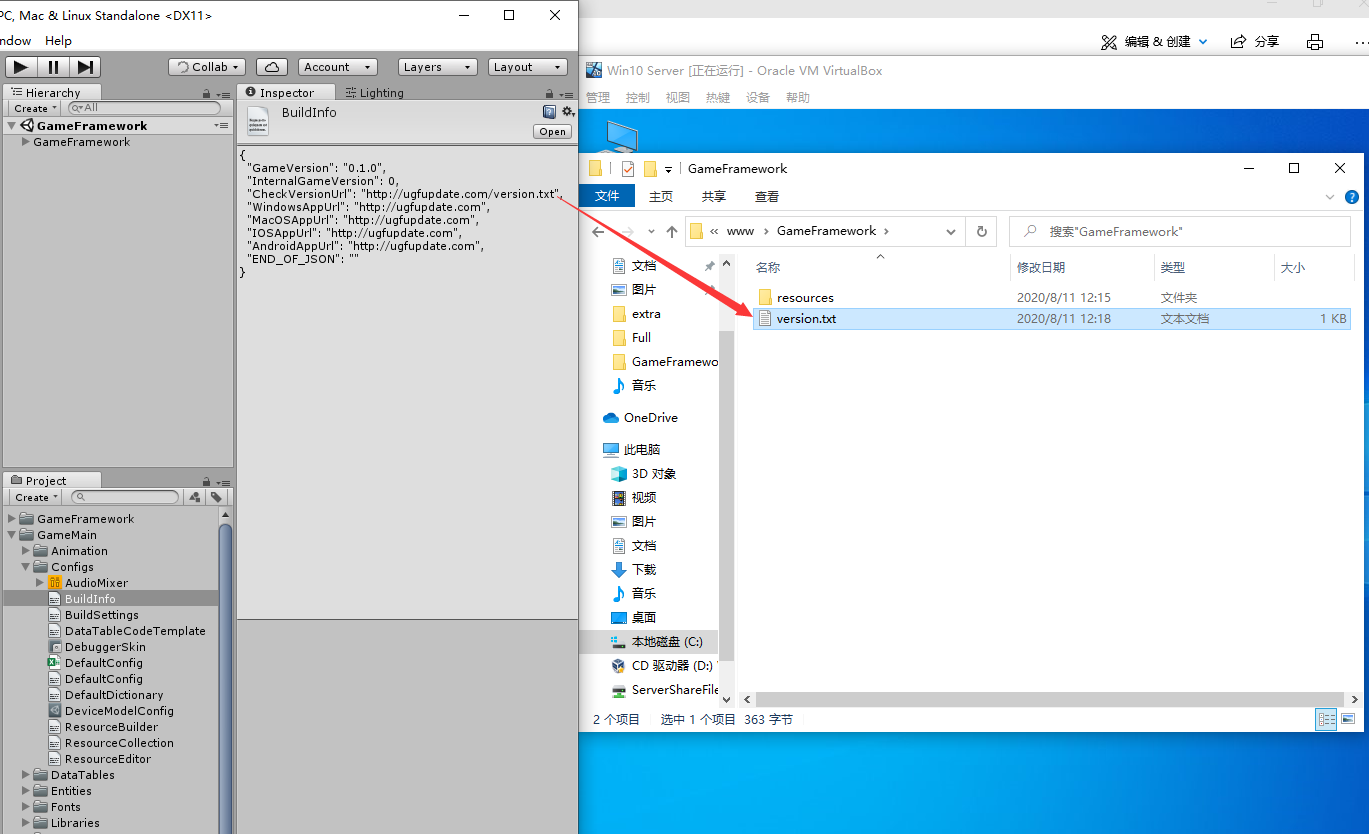 PC, Mac & Linux Standalone <DX11>
ndow Help
Collab Account Layers Layout
Hierarchy
Create All
GameFramework
GameFramework
Inspector Lighting
BuildInfo
Open
{
"GameVersion": "0.1.0",
"InternalGameVersion": 0,
"CheckVersionUrl": "http://ugfupdate.com/version.txt",
"WindowsAppUrl": "http://ugfupdate.com",
"MacOSAppUrl": "http://ugfupdate.com",
"IOSAppUrl": "http://ugfupdate.com",
"AndroidAppUrl": "http://ugfupdate.com",
"END_OF_JSON": ""
}
Project
Create
GameFramework
GameMain
Animation
Configs
AudioMixer
BuildInfo
BuildSettings
DataTableCodeTemplate
DebuggerSkin
DefaultConfig
DefaultConfig
DefaultDictionary
DeviceModelConfig
ResourceBuilder
ResourceCollection
ResourceEditor
DataTables
Entities
Fonts
Libraries
编辑 & 创建 分享
Win10 Server [正在运行] - Oracle VM VirtualBox
管理 控制 视图 热键 设备 帮助
GameFramework
文件 主页 共享 查看
« www › GameFramework ›
搜索"GameFramework"
文档
图片
extra
Full
GameFramewo
音乐
OneDrive
此电脑
3D 对象
视频
图片
文档
下载
音乐
桌面
本地磁盘 (C:)
CD 驱动器 (D:)
ServerShareFile
名称 修改日期 类型 大小
resources 2020/8/11 12:15 文件夹
version.txt 2020/8/11 12:18 文本文档 1 KB
2 个项目 选中 1 个项目 363 字节